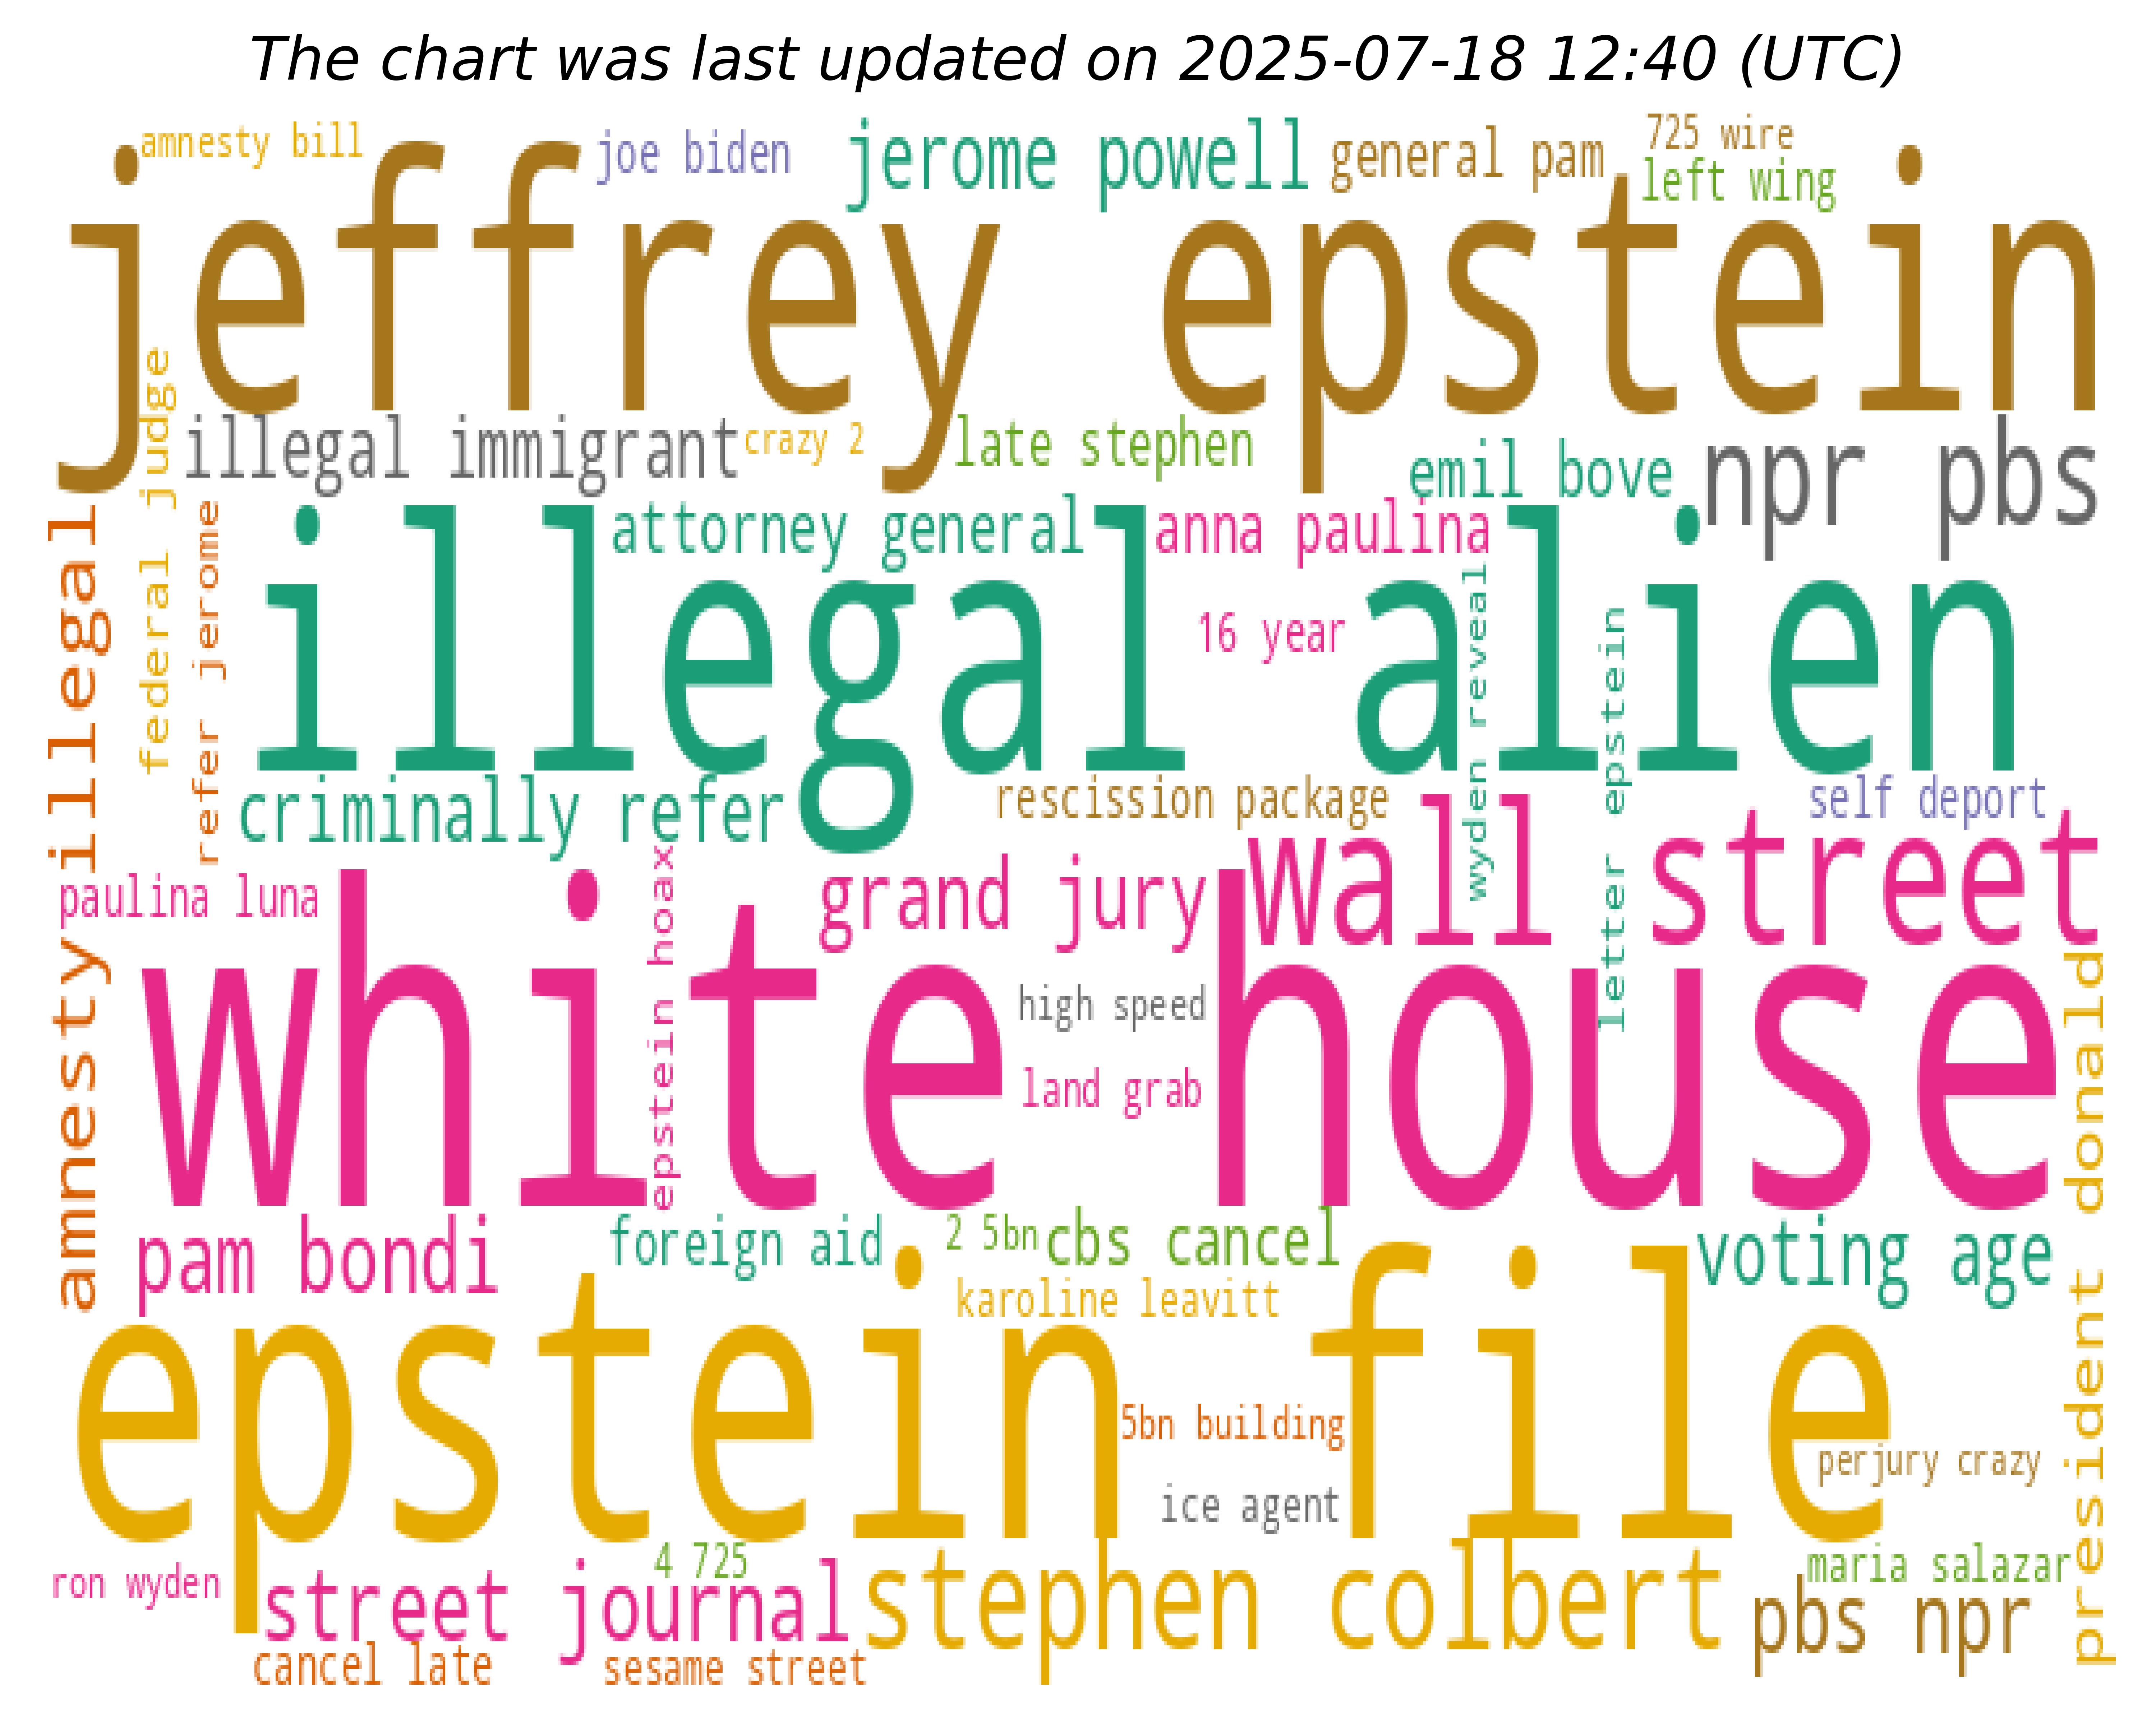 The chart was last updated on 2025-07-18 12:40 (UTC)
amnesty bill
joe biden
jerome powell
general pam
725 wire
left wing
jeffrey epstein
federal judge
illegal immigrant
crazy 2
late stephen
emil bove
npr pbs
amnesty illegal
refer jerome
attorney general
anna paulina
illegal alien
16 year
wyden reveal
letter epstein
criminally refer
rescission package
self deport
wall street
paulina luna
epstein hoax
grand jury
white house
high speed
land grab
president donald
pam bondi
foreign aid
2 5bn
cbs cancel
voting age
karoline leavitt
epstein file
5bn building
perjury crazy
ice agent
ron wyden
4 725
street journal
stephen colbert
maria salazar
pbs npr
cancel late
sesame street